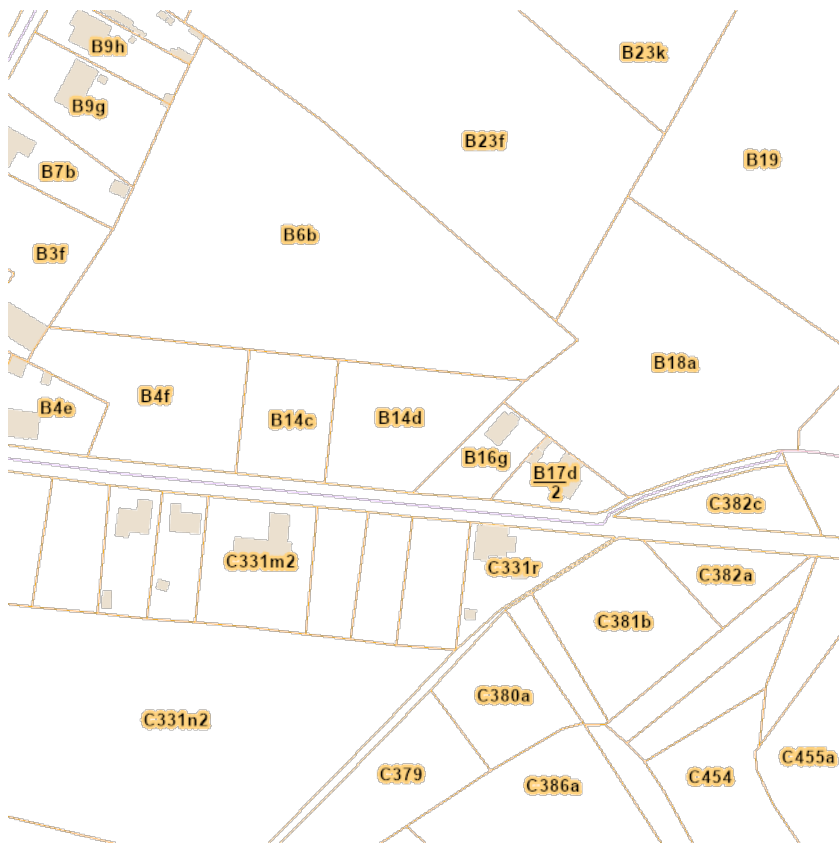 B9h
B23k
B9g
B23f
B19
B7b
B6b
B3f
B18a
B4f
B4e
B14c
B14d
B16g
B17d
2
C382c
C331m2
C331r
C382a
C381b
C380a
C331n2
C379
C386a
C454
C455a